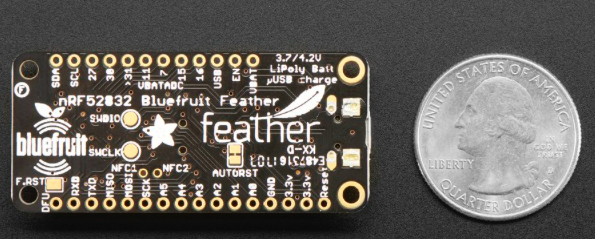 SDA SCL 27 30 31 11 7 15 16 USB EN VBAT
VBATADC
3.7/4.2V
LiPoly Batt
µUSB charge
F
nRF52832 Bluefruit Feather
SWDIO
feather
bluefruit
SWCLK
NFC1
NFC2
KX-D
AUTORST
F.RST
DFU RXD TXD MISO MOSI SCK A5 A4 A3 A2 A1 A0 GND 3.3v 3.3v Reset
UNITED STATES OF AMERICA
LIBERTY
IN GOD WE TRUST
QUARTER DOLLAR